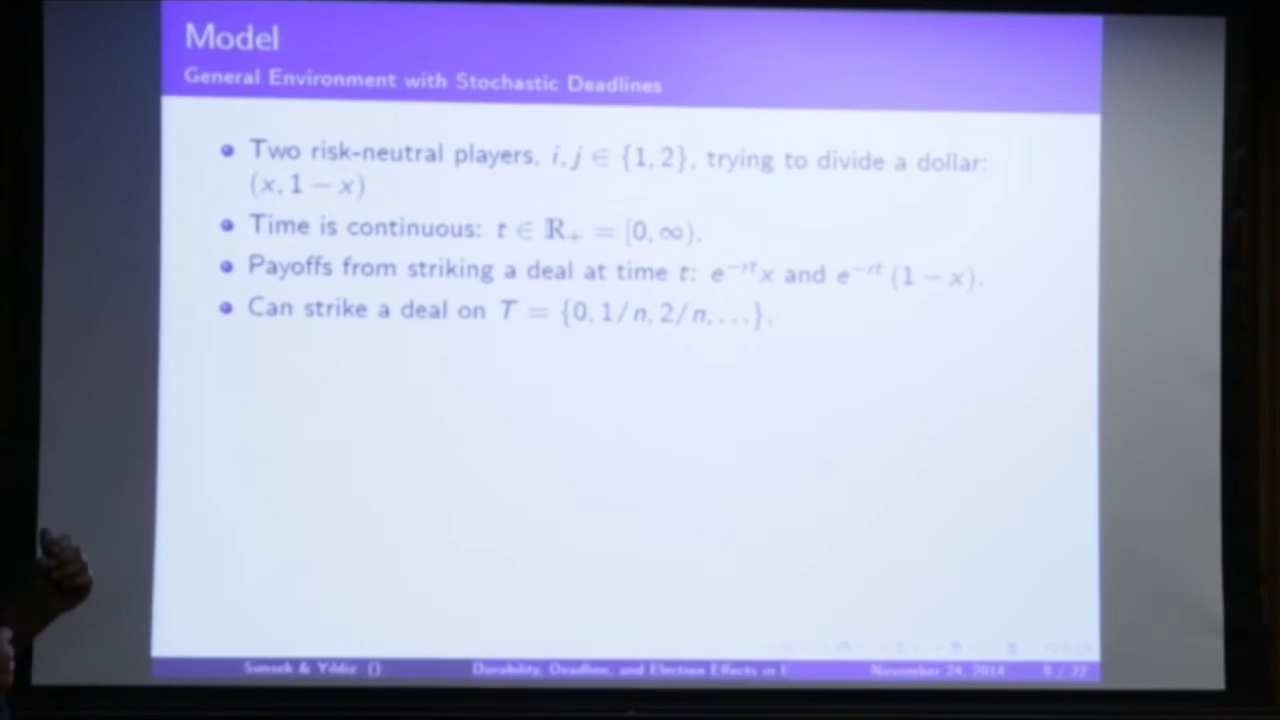 Model
General Environment with Stochastic Deadlines
Two risk-neutral players, i, j ∈ {1, 2}, trying to divide a dollar:
(x, 1 − x)
Time is continuous: t ∈ ℝ₊ = [0, ∞).
Payoffs from striking a deal at time t: e^{−rt}x and e^{−rt} (1 − x).
Can strike a deal on T = {0, 1/n, 2/n, ...}.
Simsek & Yildiz () Durability, Deadline, and Election Effects in November 24, 2014 9 / 22